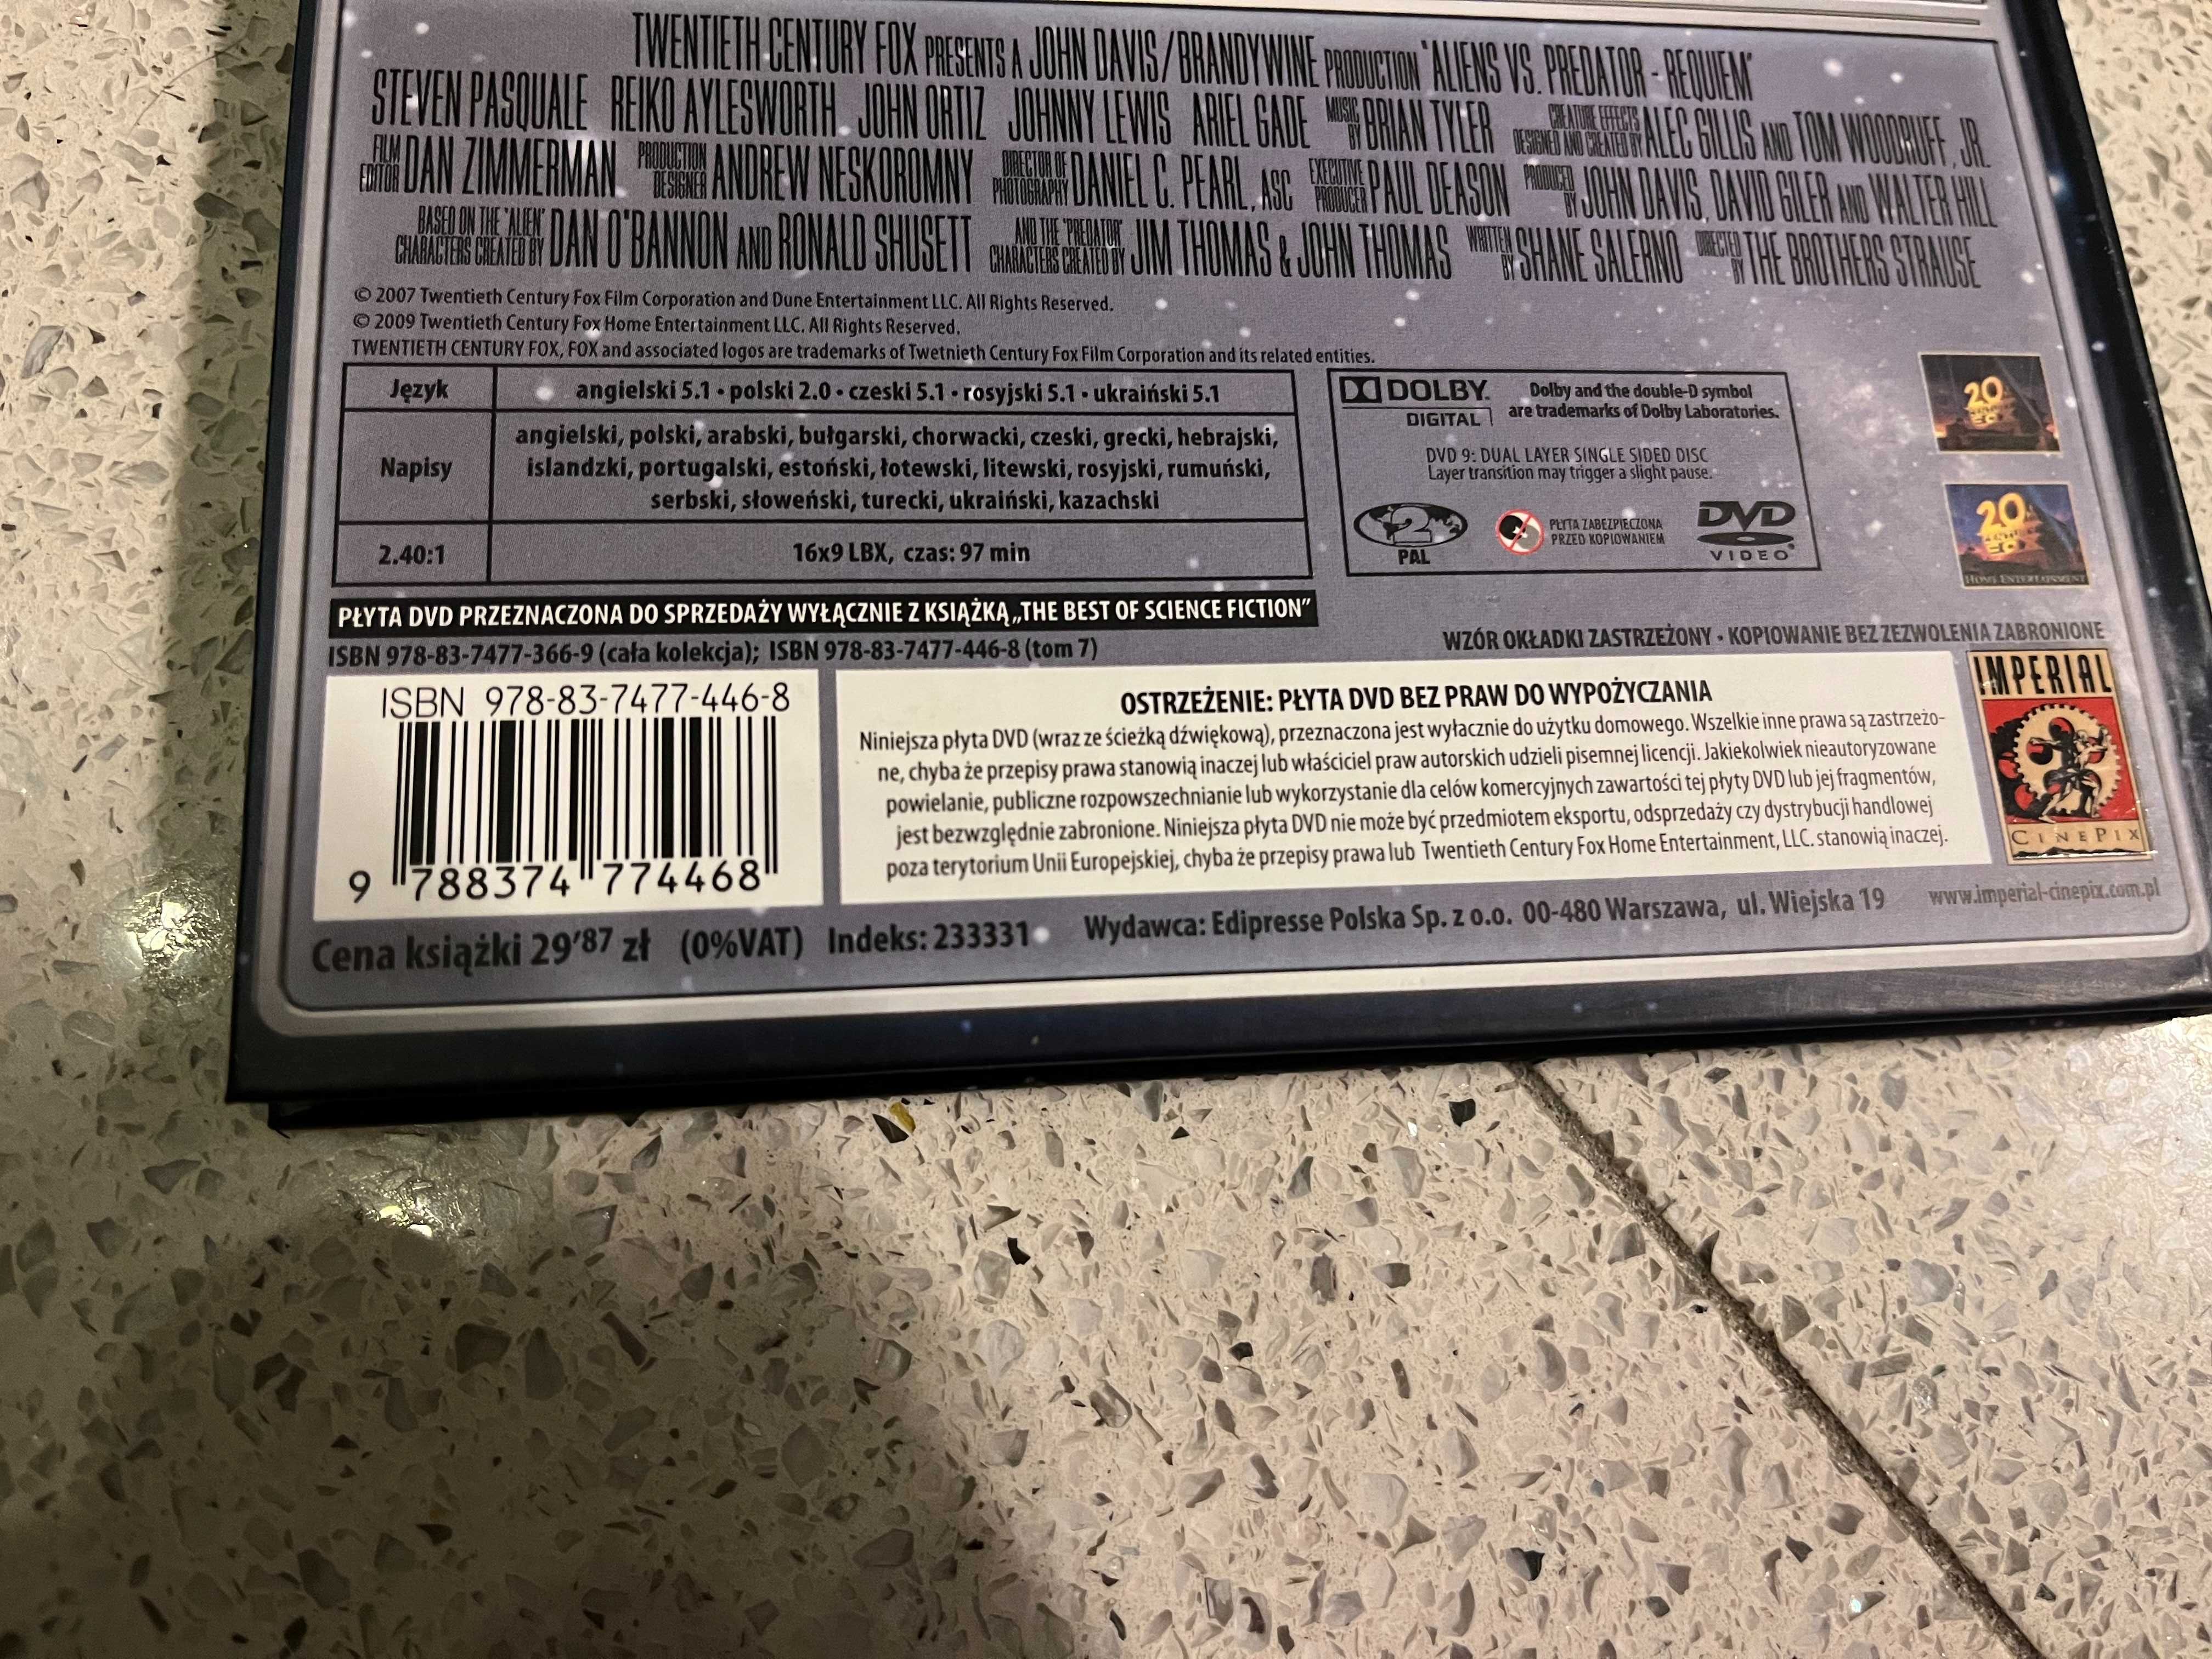 TWENTIETH CENTURY FOX PRESENTS A JOHN DAVIS/BRANDYWINE PRODUCTION "ALIENS VS. PREDATOR - REQUIEM"
STEVEN PASQUALE REIKO AYLESWORTH JOHN ORTIZ JOHNNY LEWIS ARIEL GADE MUSIC BY BRIAN TYLER CREATURE EFFECTS DESIGNED AND CREATED BY ALEC GILLIS AND TOM WOODRUFF, JR.
FILM EDITOR DAN ZIMMERMAN PRODUCTION DESIGNER ANDREW NESKOROMNY DIRECTOR OF PHOTOGRAPHY DANIEL C. PEARL, ASC EXECUTIVE PRODUCER PAUL DEASON PRODUCED BY JOHN DAVIS, DAVID GILER AND WALTER HILL
BASED ON THE "ALIEN" CHARACTERS CREATED BY DAN O'BANNON AND RONALD SHUSETT AND THE "PREDATOR" CHARACTERS CREATED BY JIM THOMAS & JOHN THOMAS WRITTEN BY SHANE SALERNO DIRECTED BY THE BROTHERS STRAUSE
© 2007 Twentieth Century Fox Film Corporation and Dune Entertainment LLC. All Rights Reserved.
© 2009 Twentieth Century Fox Home Entertainment LLC. All Rights Reserved.
TWENTIETH CENTURY FOX, FOX and associated logos are trademarks of Twetnieth Century Fox Film Corporation and its related entities.
Język angielski 5.1 • polski 2.0 • czeski 5.1 • rosyjski 5.1 • ukraiński 5.1
Napisy angielski, polski, arabski, bułgarski, chorwacki, czeski, grecki, hebrajski,
islandzki, portugalski, estoński, łotewski, litewski, rosyjski, rumuński,
serbski, słoweński, turecki, ukraiński, kazachski
2.40:1 16x9 LBX, czas: 97 min
DOLBY DIGITAL
Dolby and the double-D symbol
are trademarks of Dolby Laboratories.
DVD 9: DUAL LAYER SINGLE SIDED DISC
Layer transition may trigger a slight pause.
2 PAL
PŁYTA ZABEZPIECZONA
PRZED KOPIOWANIEM
DVD VIDEO
20
20
HOME ENTERTAINMENT
PŁYTA DVD PRZEZNACZONA DO SPRZEDAŻY WYŁĄCZNIE Z KSIĄŻKĄ „THE BEST OF SCIENCE FICTION”
ISBN 978-83-7477-366-9 (cała kolekcja); ISBN 978-83-7477-446-8 (tom 7)
WZÓR OKŁADKI ZASTRZEŻONY • KOPIOWANIE BEZ ZEZWOLENIA ZABRONIONE
ISBN 978-83-7477-446-8
9 788374 774468
OSTRZEŻENIE: PŁYTA DVD BEZ PRAW DO WYPOŻYCZANIA
Niniejsza płyta DVD (wraz ze ścieżką dźwiękową), przeznaczona jest wyłacznie do użytku domowego. Wszelkie inne prawa są zastrzeżo-
ne, chyba że przepisy prawa stanowią inaczej lub właściciel praw autorskich udzieli pisemnej licencji. Jakiekolwiek nieautoryzowane
powielanie, publiczne rozpowszechnianie lub wykorzystanie dla celów komercyjnych zawartości tej płyty DVD lub jej fragmentów,
jest bezwzględnie zabronione. Niniejsza płyta DVD nie może być przedmiotem eksportu, odsprzedaży czy dystrybucji handlowej
poza terytorium Unii Europejskiej, chyba że przepisy prawa lub Twentieth Century Fox Home Entertainment, LLC. stanowią inaczej.
IMPERIAL
CINEPIX
Cena książki 29'87 zł (0%VAT) Indeks: 233331 Wydawca: Edipresse Polska Sp. z o.o. 00-480 Warszawa, ul. Wiejska 19 www.imperial-cinepix.com.pl